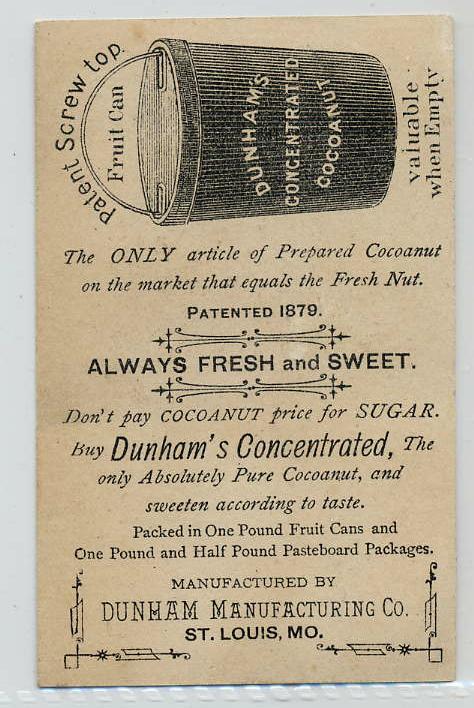 Patent Screw top
Fruit Can
DUNHAM'S
CONCENTRATED
COCOANUT
valuable
when Empty
The ONLY article of Prepared Cocoanut
on the market that equals the Fresh Nut.
PATENTED 1879.
ALWAYS FRESH and SWEET.
Don't pay COCOANUT price for SUGAR.
Buy Dunham's Concentrated, The
only Absolutely Pure Cocoanut, and
sweeten according to taste.
Packed in One Pound Fruit Cans and
One Pound and Half Pound Pasteboard Packages.
MANUFACTURED BY
DUNHAM MANUFACTURING CO.
ST. LOUIS, MO.